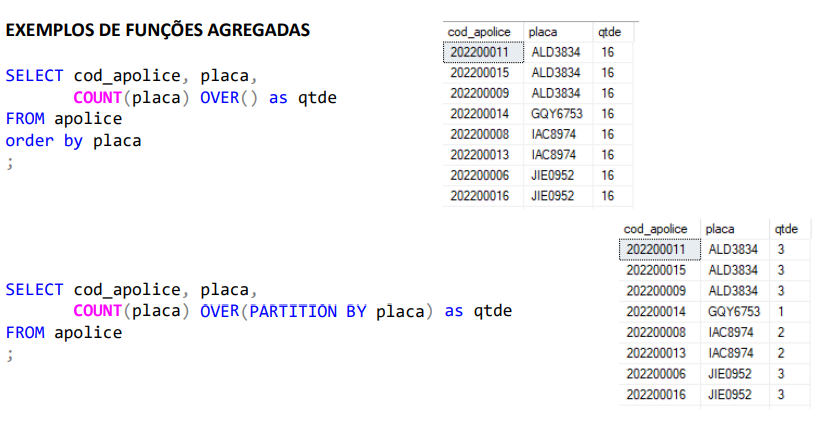 EXEMPLOS DE FUNÇÕES AGREGADAS
SELECT cod_apolice, placa,
COUNT(placa) OVER() as qtde
FROM apolice
order by placa
;
cod_apolice placa qtde
202200011 ALD3834 16
202200015 ALD3834 16
202200009 ALD3834 16
202200014 GQY6753 16
202200008 IAC8974 16
202200013 IAC8974 16
202200006 JIE0952 16
202200016 JIE0952 16
SELECT cod_apolice, placa,
COUNT(placa) OVER(PARTITION BY placa) as qtde
FROM apolice
;
cod_apolice placa qtde
202200011 ALD3834 3
202200015 ALD3834 3
202200009 ALD3834 3
202200014 GQY6753 1
202200008 IAC8974 2
202200013 IAC8974 2
202200006 JIE0952 3
202200016 JIE0952 3